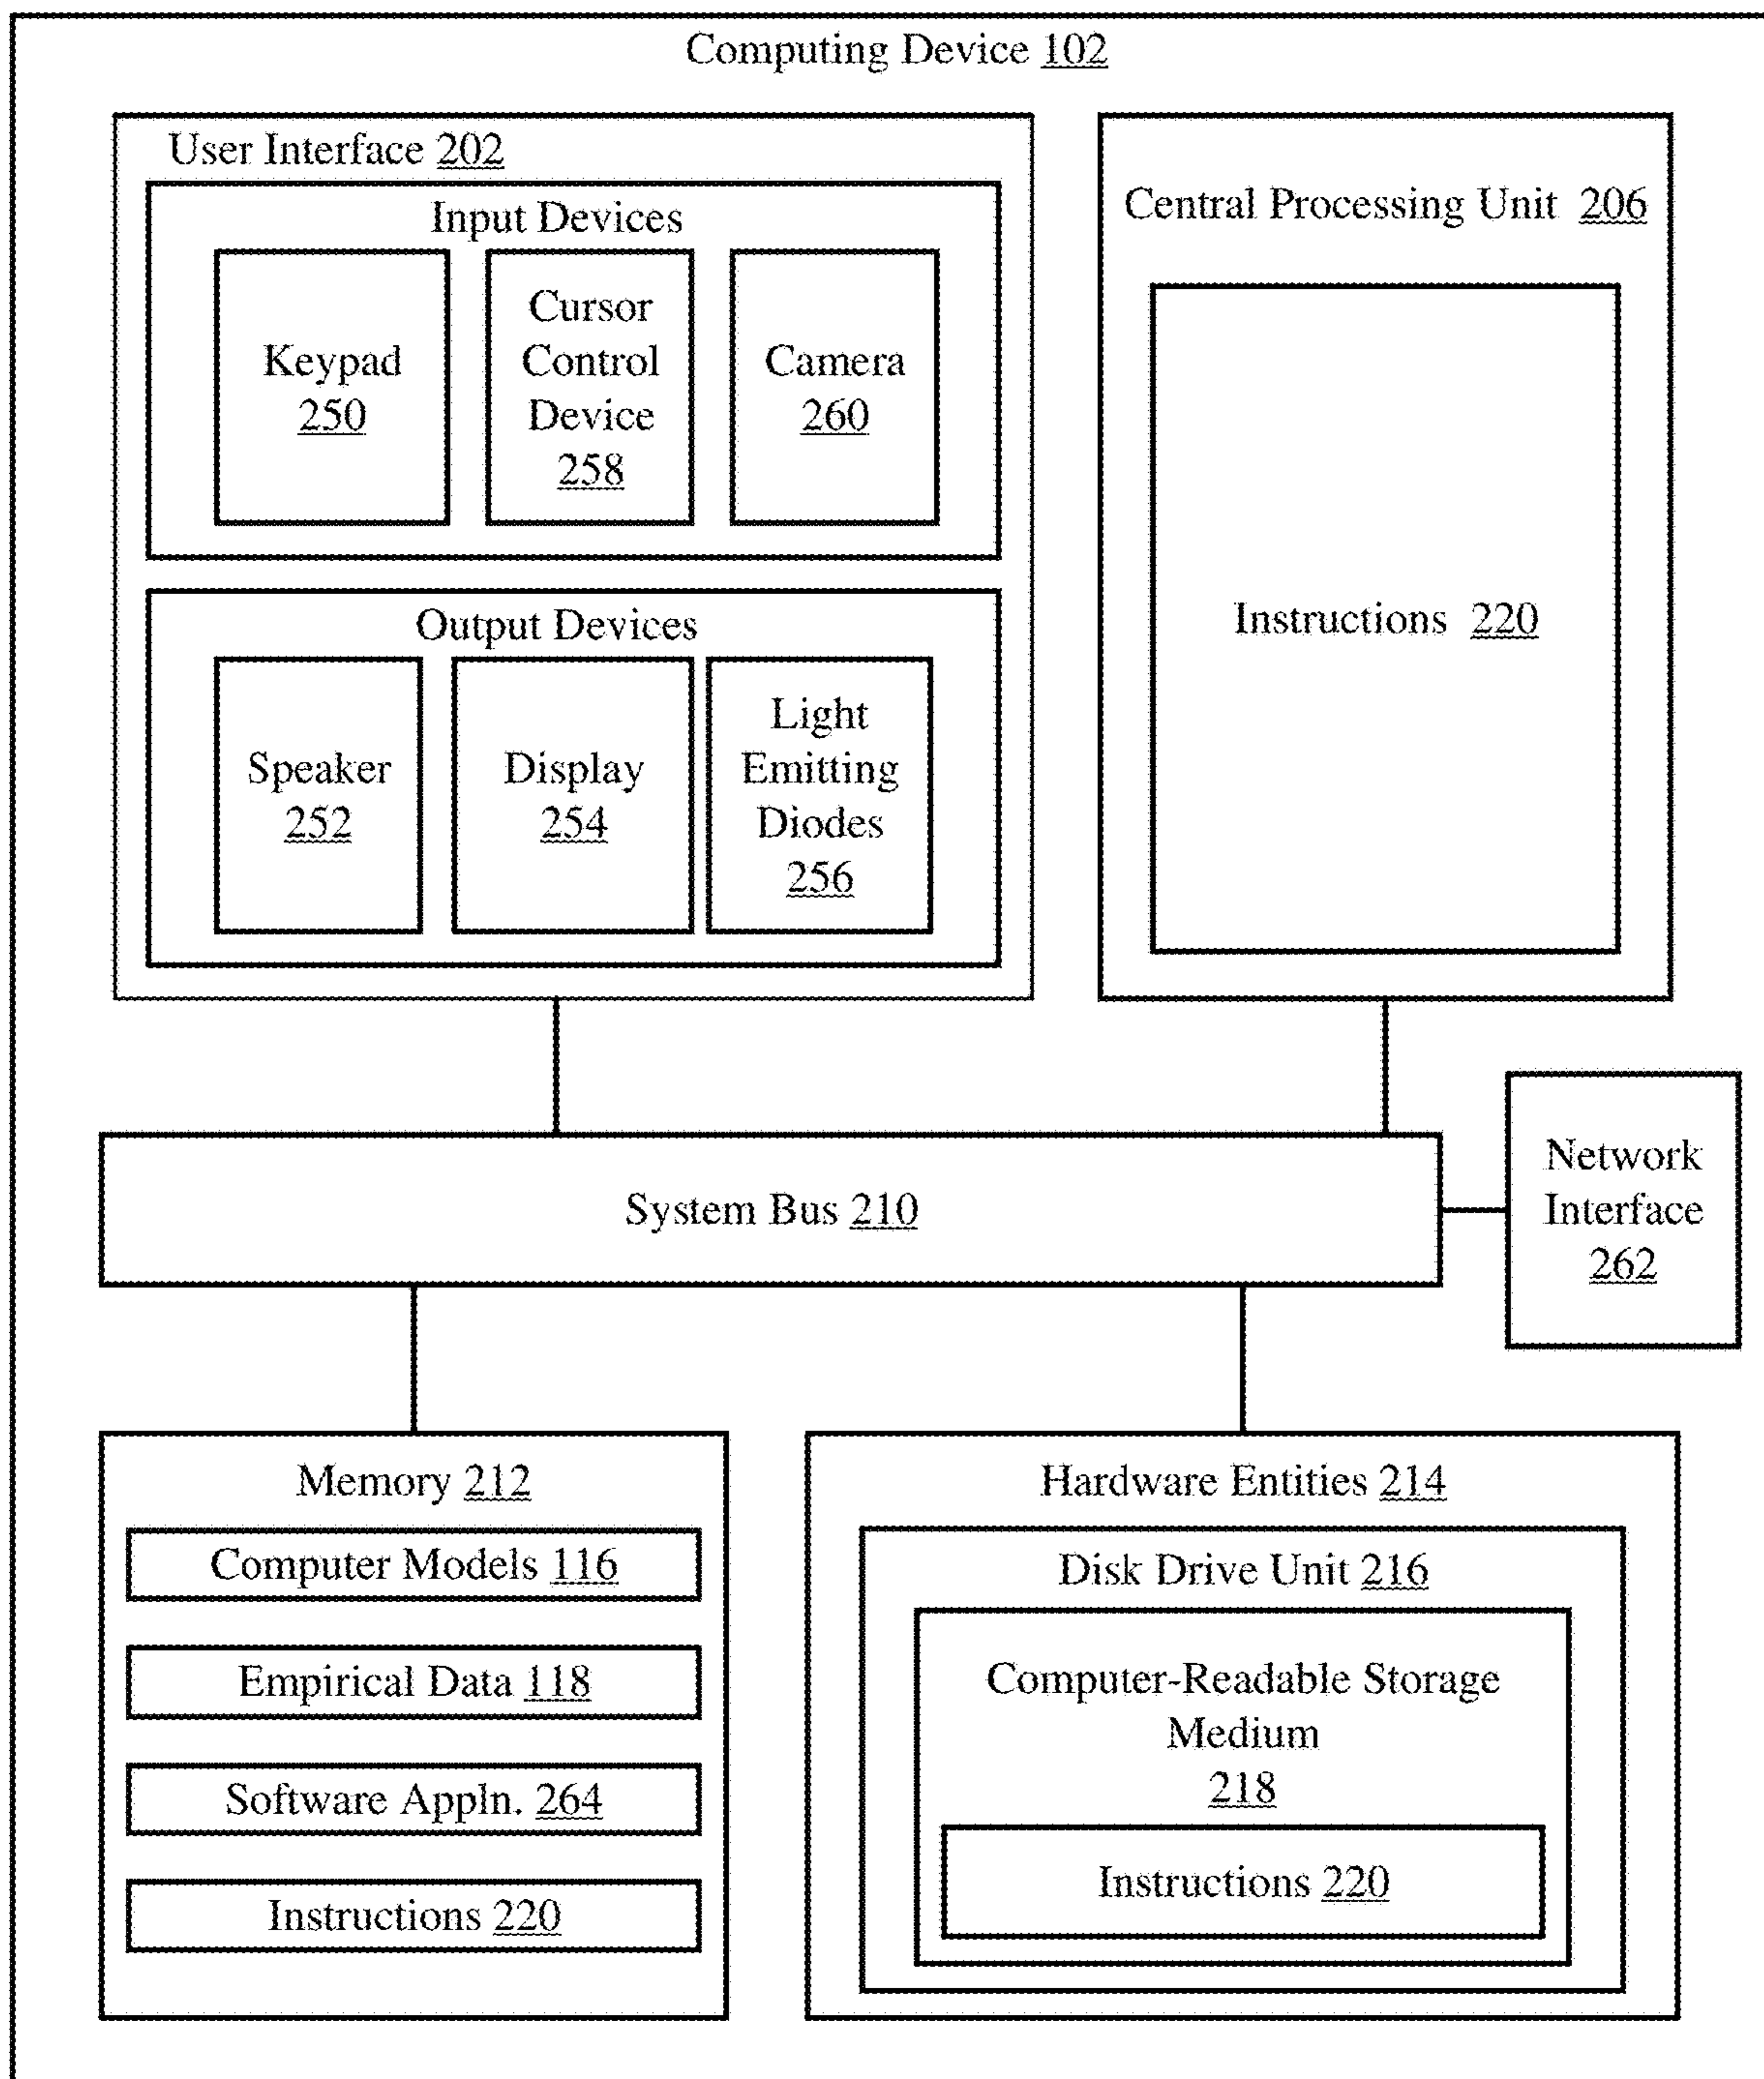 Computing Device 102
User Interface 202
Input Devices
Keypad
250
Cursor
Control
Device
258
Camera
260
Output Devices
Speaker
252
Display
254
Light
Emitting
Diodes
256
Central Processing Unit 206
Instructions 220
System Bus 210
Network
Interface
262
Memory 212
Computer Models 116
Empirical Data 118
Software Appln. 264
Instructions 220
Hardware Entities 214
Disk Drive Unit 216
Computer-Readable Storage
Medium
218
Instructions 220